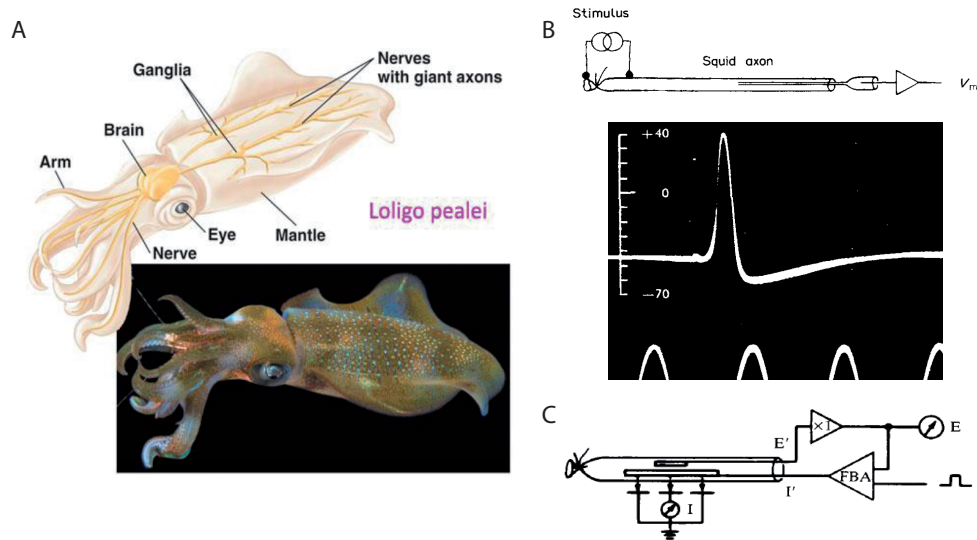 A
Nerves
with giant axons
Ganglia
Brain
Arm
Loligo pealei
Eye
Mantle
Nerve
B
Stimulus
Squid axon
Vm
+40
0
−70
C
×1
E
E′
FBA
I′
I